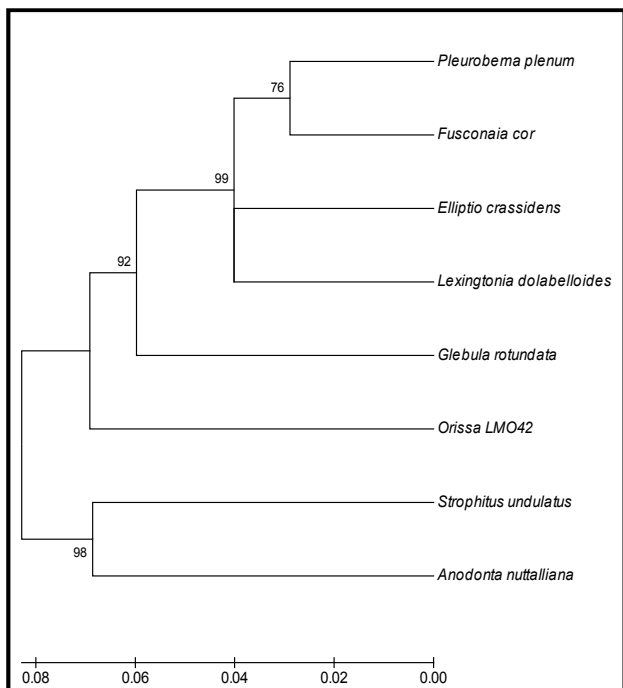 Pleurobema plenum
76
Fusconaia cor
99
Elliptio crassidens
92
Lexingtonia dolabelloides
Glebula rotundata
Orissa LMO42
Strophitus undulatus
98
Anodonta nuttalliana
0.08 0.06 0.04 0.02 0.00